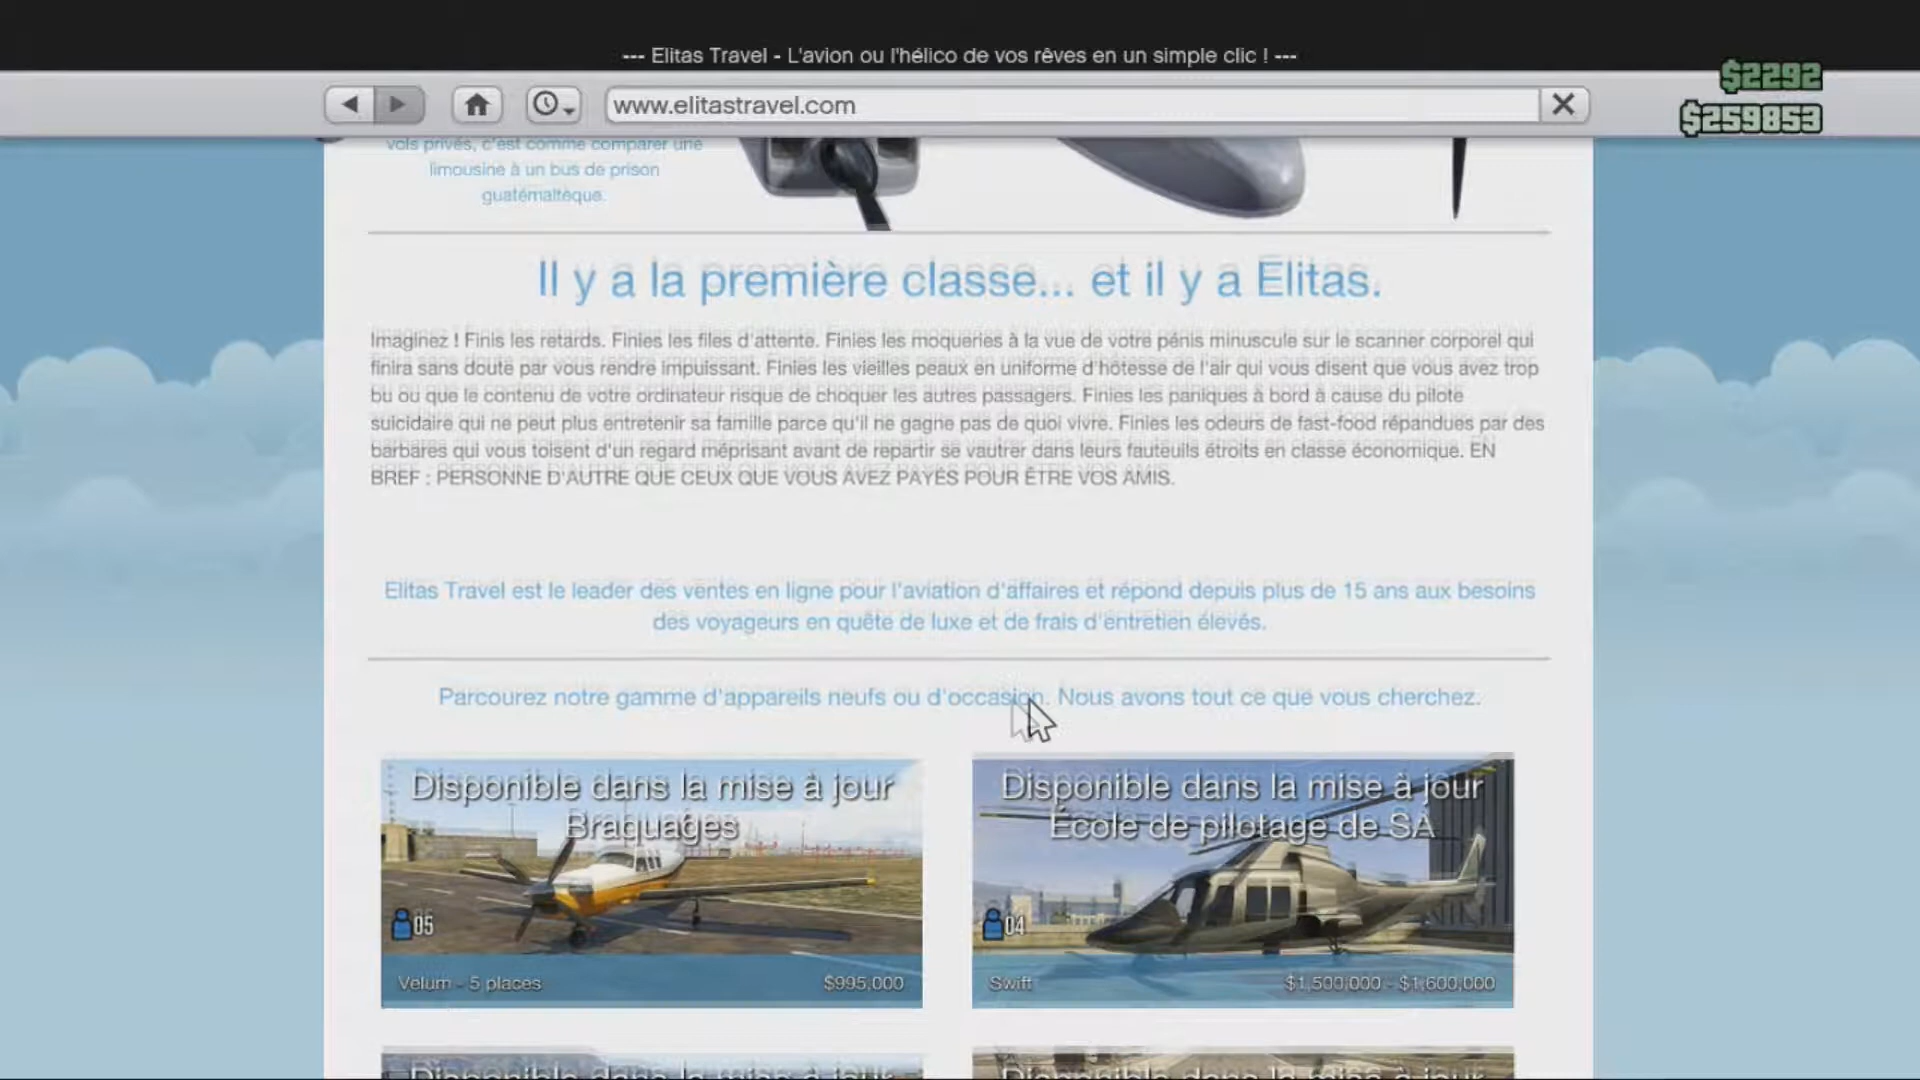 --- Elitas Travel - L'avion ou l'hélico de vos rêves en un simple clic ! ---
$2292
www.elitastravel.com
$259853
vols privés, c'est comme comparer une
limousine à un bus de prison
guatémaltèque.
Il y a la première classe... et il y a Elitas.
Imaginez ! Finis les retards. Finies les files d'attente. Finies les moqueries à la vue de votre pénis minuscule sur le scanner corporel qui
finira sans doute par vous rendre impuissant. Finies les vieilles peaux en uniforme d'hôtesse de l'air qui vous disent que vous avez trop
bu ou que le contenu de votre ordinateur risque de choquer les autres passagers. Finies les paniques à bord à cause du pilote
suicidaire qui ne peut plus entretenir sa famille parce qu'il ne gagne pas de quoi vivre. Finies les odeurs de fast-food répandues par des
barbares qui vous toisent d'un regard méprisant avant de repartir se vautrer dans leurs fauteuils étroits en classe économique. EN
BREF : PERSONNE D'AUTRE QUE CEUX QUE VOUS AVEZ PAYÉS POUR ÊTRE VOS AMIS.
Elitas Travel est le leader des ventes en ligne pour l'aviation d'affaires et répond depuis plus de 15 ans aux besoins
des voyageurs en quête de luxe et de frais d'entretien élevés.
Parcourez notre gamme d'appareils neufs ou d'occasion. Nous avons tout ce que vous cherchez.
Disponible dans la mise à jour
Braquages
05
Velum - 5 places $995,000
Disponible dans la mise à jour
École de pilotage de SA
04
Swift $1,500,000 - $1,600,000
Disponible dans la mise à jour
Disponible dans la mise à jour